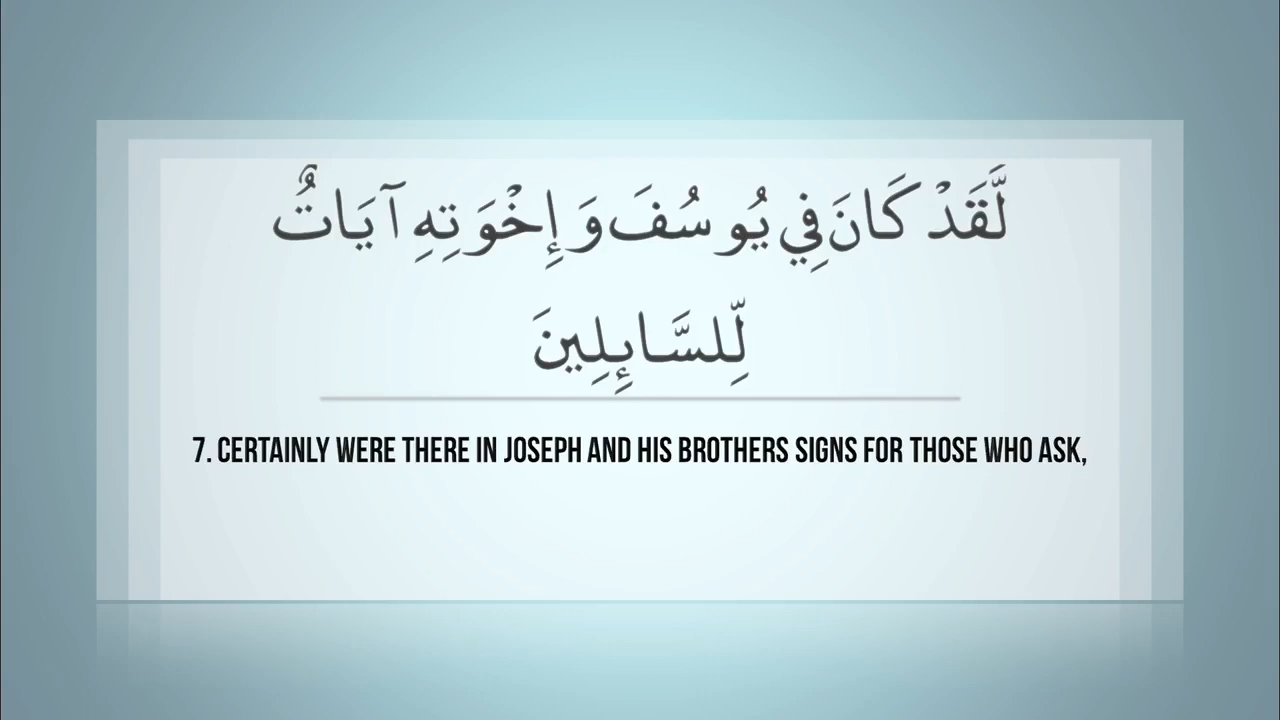 لَّقَدْ كَانَ فِي يُوسُفَ وَإِخْوَتِهِ آيَاتٌ
لِّلسَّائِلِينَ
7. CERTAINLY WERE THERE IN JOSEPH AND HIS BROTHERS SIGNS FOR THOSE WHO ASK,